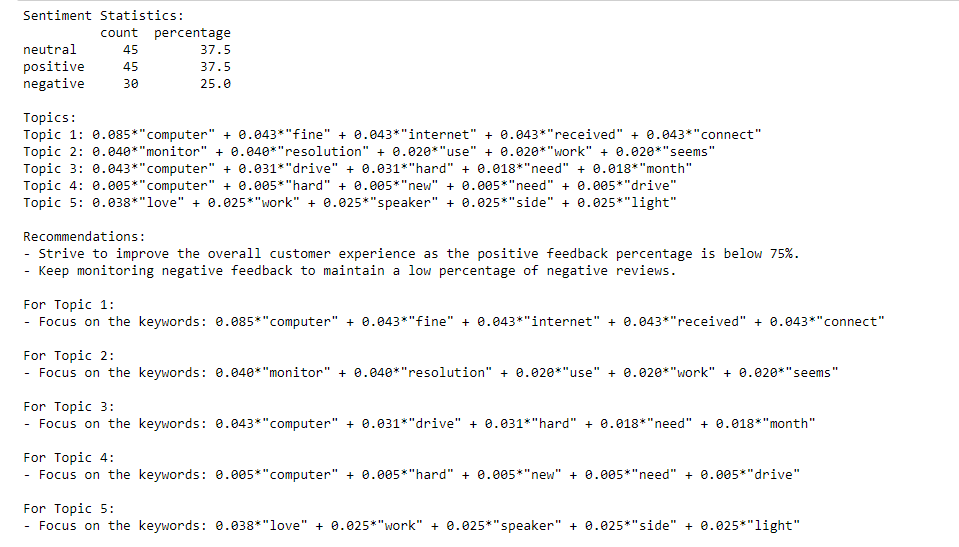 Sentiment Statistics:
count percentage
neutral 45 37.5
positive 45 37.5
negative 30 25.0
Topics:
Topic 1: 0.085*"computer" + 0.043*"fine" + 0.043*"internet" + 0.043*"received" + 0.043*"connect"
Topic 2: 0.040*"monitor" + 0.040*"resolution" + 0.020*"use" + 0.020*"work" + 0.020*"seems"
Topic 3: 0.043*"computer" + 0.031*"drive" + 0.031*"hard" + 0.018*"need" + 0.018*"month"
Topic 4: 0.005*"computer" + 0.005*"hard" + 0.005*"new" + 0.005*"need" + 0.005*"drive"
Topic 5: 0.038*"love" + 0.025*"work" + 0.025*"speaker" + 0.025*"side" + 0.025*"light"
Recommendations:
- Strive to improve the overall customer experience as the positive feedback percentage is below 75%.
- Keep monitoring negative feedback to maintain a low percentage of negative reviews.
For Topic 1:
- Focus on the keywords: 0.085*"computer" + 0.043*"fine" + 0.043*"internet" + 0.043*"received" + 0.043*"connect"
For Topic 2:
- Focus on the keywords: 0.040*"monitor" + 0.040*"resolution" + 0.020*"use" + 0.020*"work" + 0.020*"seems"
For Topic 3:
- Focus on the keywords: 0.043*"computer" + 0.031*"drive" + 0.031*"hard" + 0.018*"need" + 0.018*"month"
For Topic 4:
- Focus on the keywords: 0.005*"computer" + 0.005*"hard" + 0.005*"new" + 0.005*"need" + 0.005*"drive"
For Topic 5:
- Focus on the keywords: 0.038*"love" + 0.025*"work" + 0.025*"speaker" + 0.025*"side" + 0.025*"light"